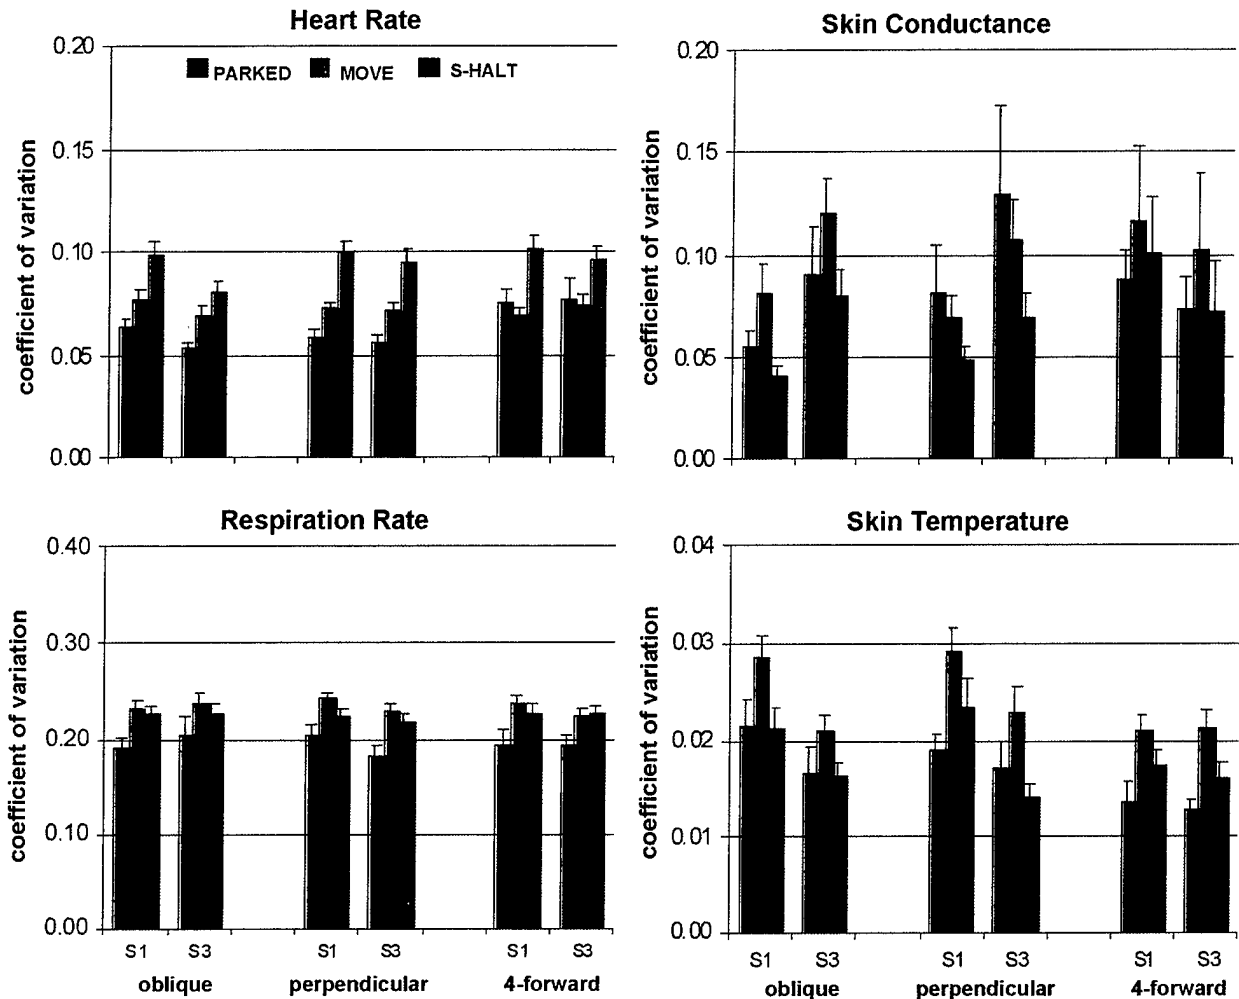 Heart Rate
0.20
PARKED MOVE S-HALT
0.15
0.10
0.05
0.00
coefficient of variation
Skin Conductance
0.20
0.15
0.10
0.05
0.00
coefficient of variation
Respiration Rate
0.40
0.30
0.20
0.10
0.00
coefficient of variation
S1 S3 S1 S3 S1 S3
oblique perpendicular 4-forward
Skin Temperature
0.04
0.03
0.02
0.01
0.00
coefficient of variation
S1 S3 S1 S3 S1 S3
oblique perpendicular 4-forward